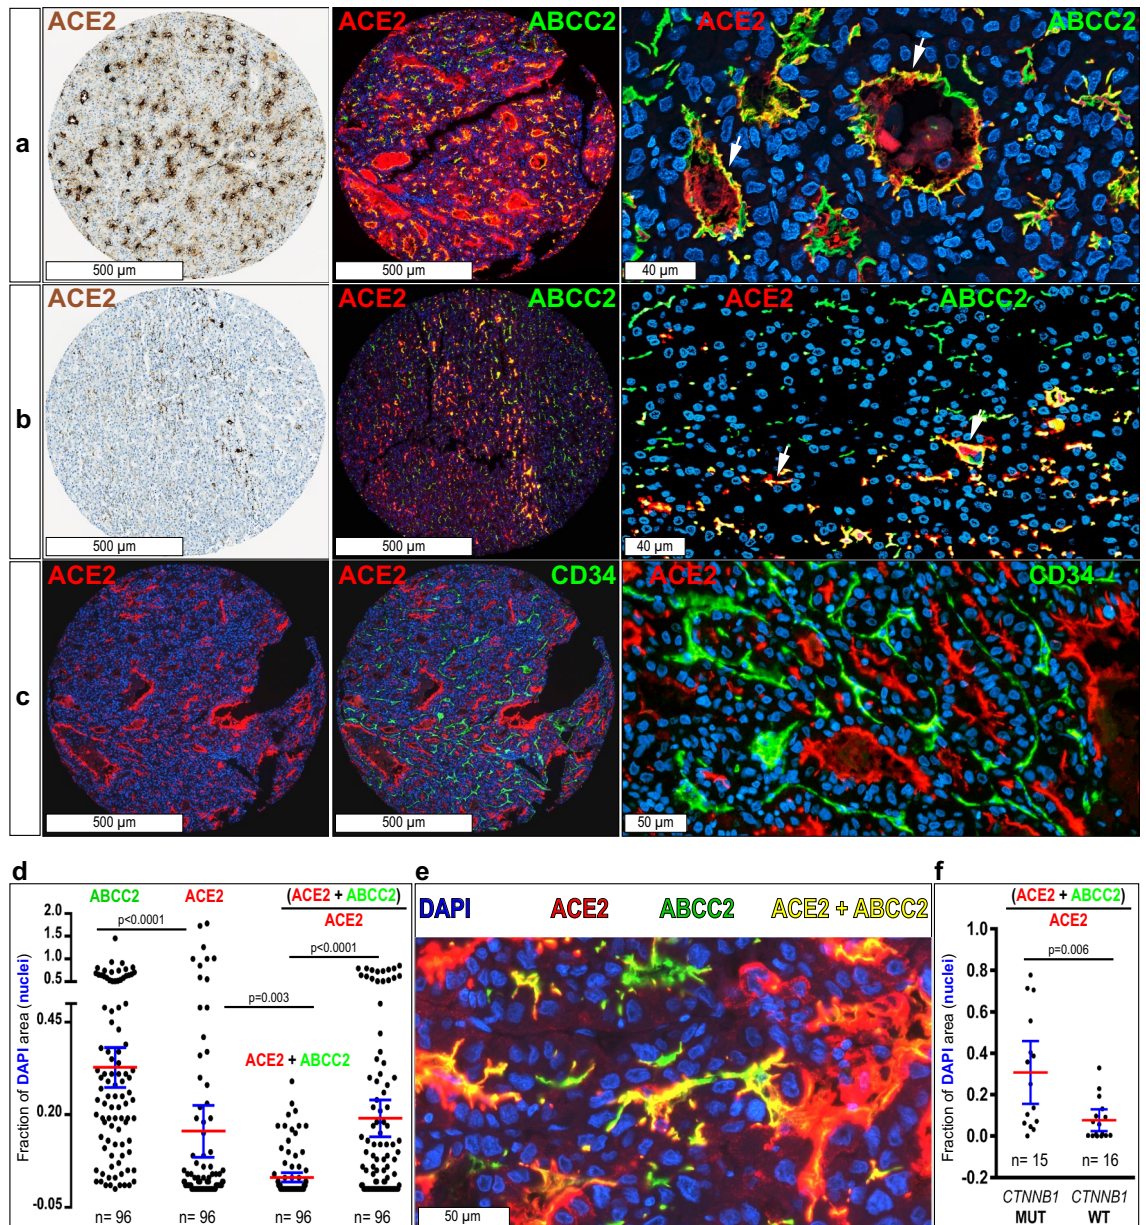 a
ACE2
500 µm
ACE2 ABCC2
500 µm
ACE2 ABCC2
40 µm
b
ACE2
500 µm
ACE2 ABCC2
500 µm
ACE2 ABCC2
40 µm
c
ACE2
500 µm
ACE2 CD34
500 µm
ACE2 CD34
50 µm
d
ABCC2 ACE2 (ACE2 + ABCC2)
ACE2
p<0.0001
p<0.0001
p=0.003
ACE2 + ABCC2
Fraction of DAPI area (nuclei)
2.0
1.5
1.0
0.5
0.45
0.20
-0.05
n= 96 n= 96 n= 96 n= 96
e
DAPI ACE2 ABCC2 ACE2 + ABCC2
50 µm
f
(ACE2 + ABCC2)
ACE2
p=0.006
Fraction of DAPI area (nuclei)
1.0
0.8
0.6
0.4
0.2
0.0
-0.2
n= 15 n= 16
CTNNB1 CTNNB1
MUT WT